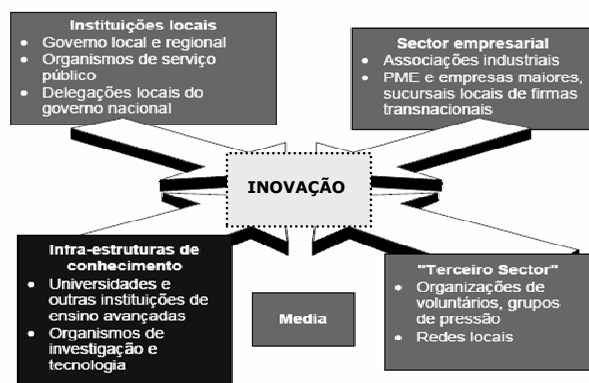 Instituições locais
• Governo local e regional
• Organismos de serviço
público
• Delegações locais do
governo nacional
Sector empresarial
• Associações industriais
• PME e empresas maiores,
sucursais locais de firmas
transnacionais
INOVAÇÃO
Infra-estruturas de
conhecimento
• Universidades e
outras instituições de
ensino avançadas
• Organismos de
investigação e
tecnologia
Media
"Terceiro Sector"
• Organizações de
voluntários, grupos
de pressão
• Redes locais